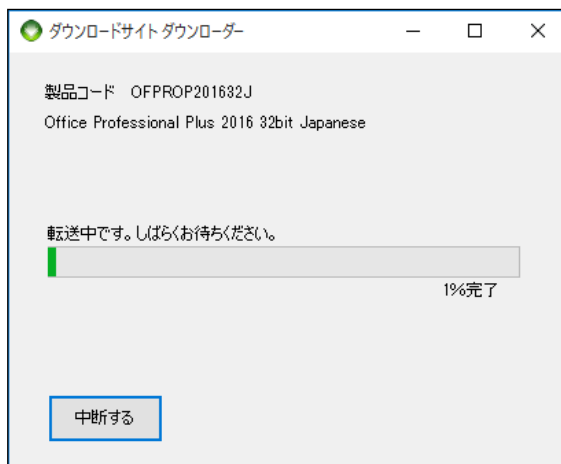 ダウンロードサイト ダウンローダー
製品コード　OFPROP201632J
Office Professional Plus 2016 32bit Japanese
転送中です。しばらくお待ちください。
1%完了
中断する